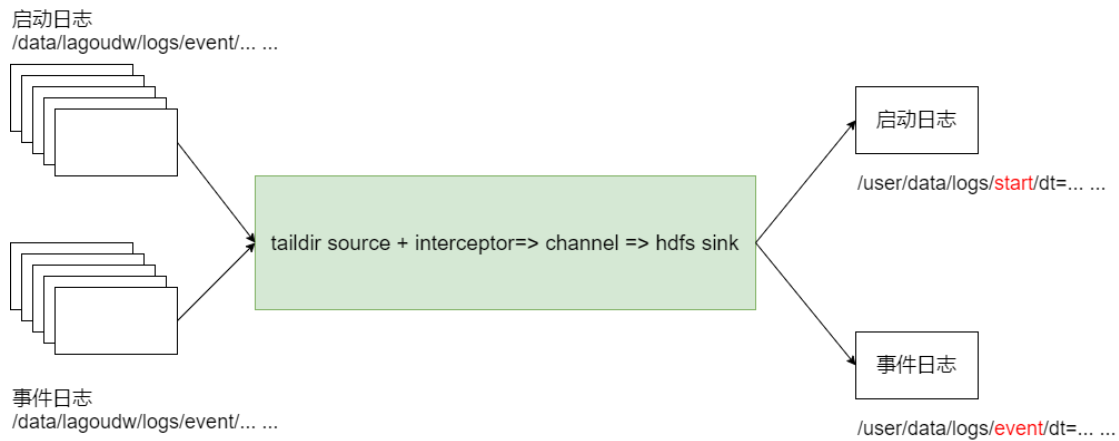 启动日志
/data/lagoudw/logs/event/... ...
启动日志
/user/data/logs/start/dt=... ...
taildir source + interceptor=> channel => hdfs sink
事件日志
/data/lagoudw/logs/event/... ...
事件日志
/user/data/logs/event/dt=... ...